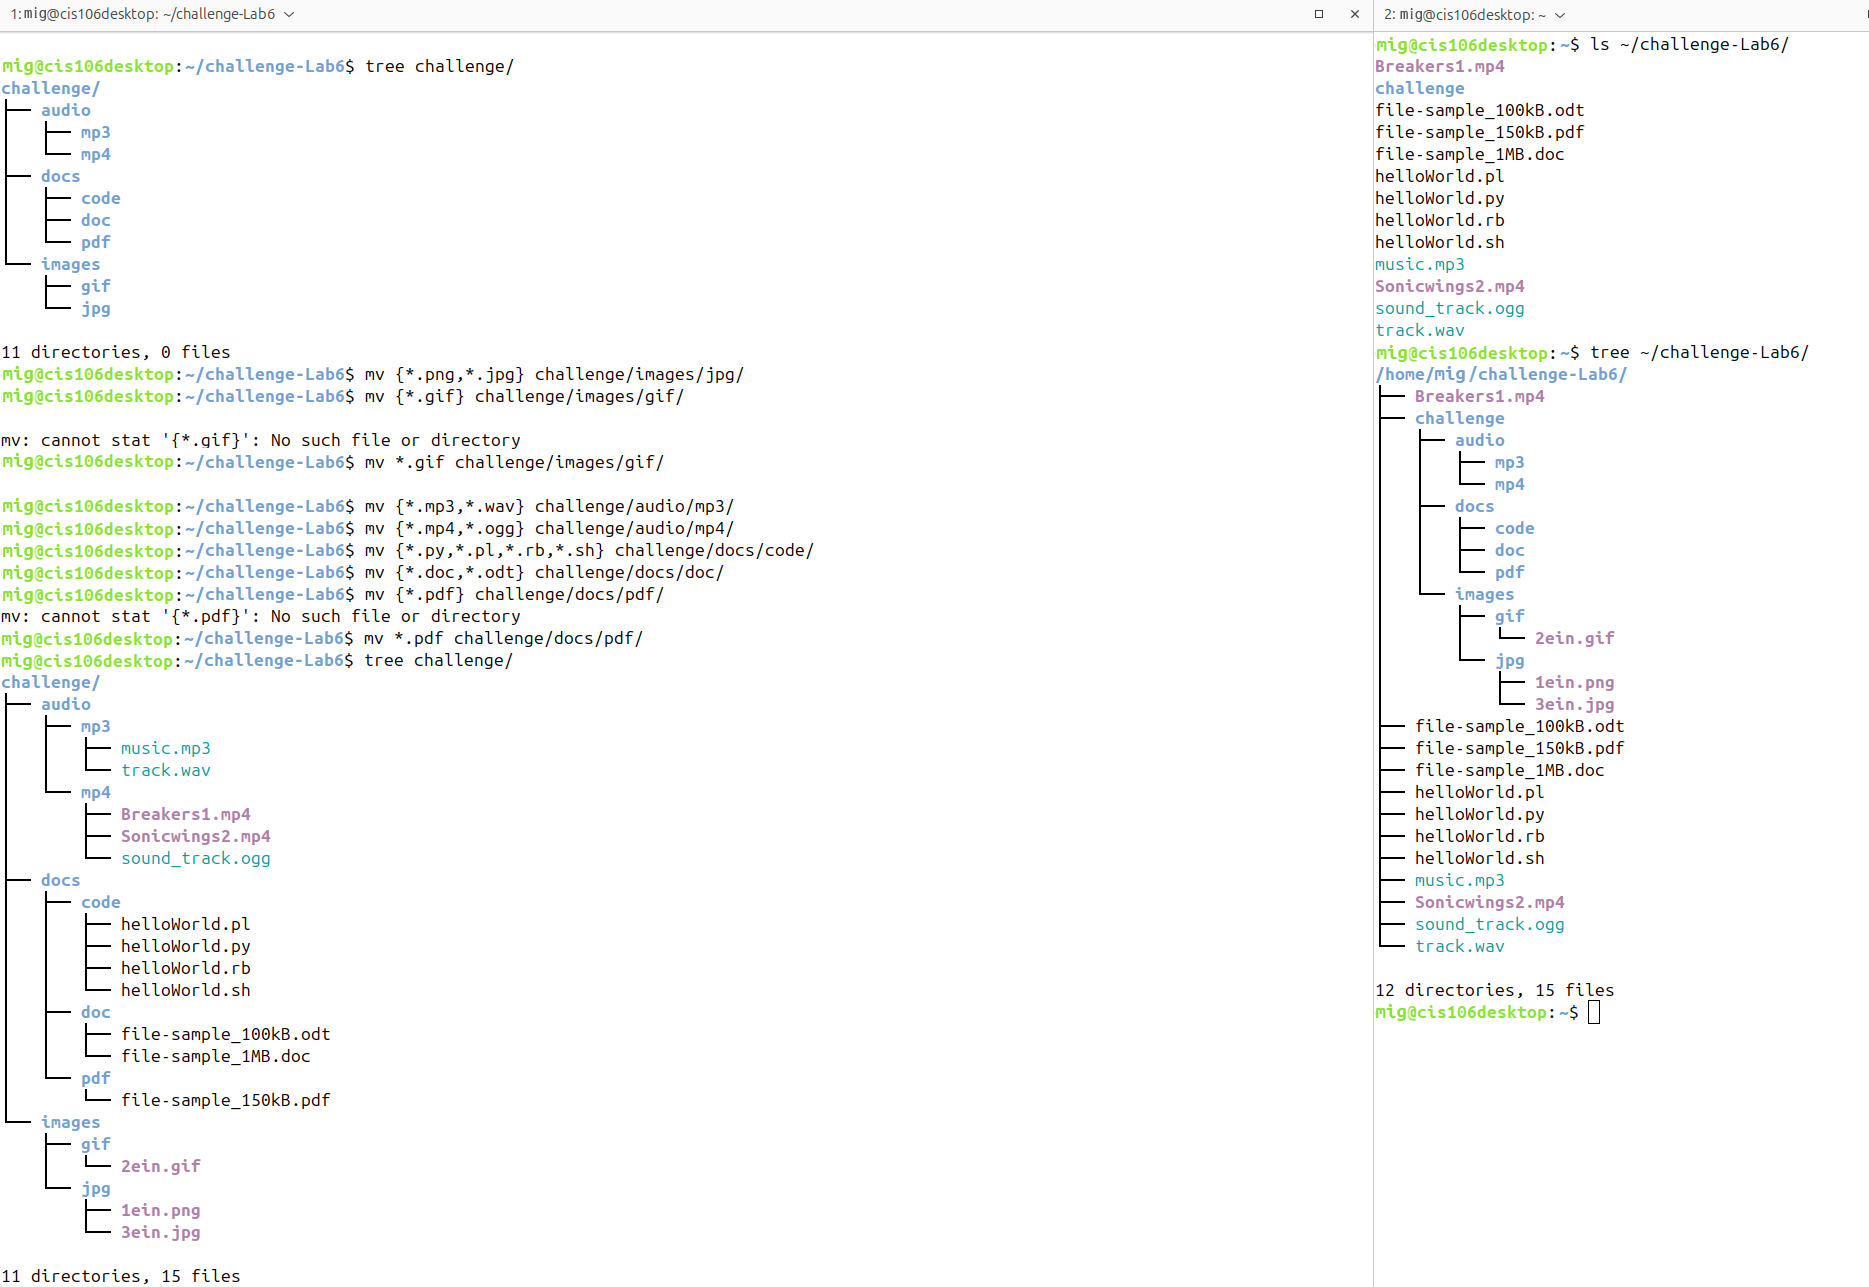 1:mig@cis106desktop: ~/challenge-Lab6
mig@cis106desktop:~/challenge-Lab6$ tree challenge/
challenge/
├── audio
│   ├── mp3
│   └── mp4
├── docs
│   ├── code
│   ├── doc
│   └── pdf
└── images
    ├── gif
    └── jpg
11 directories, 0 files
mig@cis106desktop:~/challenge-Lab6$ mv {*.png,*.jpg} challenge/images/jpg/
mig@cis106desktop:~/challenge-Lab6$ mv {*.gif} challenge/images/gif/
mv: cannot stat '{*.gif}': No such file or directory
mig@cis106desktop:~/challenge-Lab6$ mv *.gif challenge/images/gif/
mig@cis106desktop:~/challenge-Lab6$ mv {*.mp3,*.wav} challenge/audio/mp3/
mig@cis106desktop:~/challenge-Lab6$ mv {*.mp4,*.ogg} challenge/audio/mp4/
mig@cis106desktop:~/challenge-Lab6$ mv {*.py,*.pl,*.rb,*.sh} challenge/docs/code/
mig@cis106desktop:~/challenge-Lab6$ mv {*.doc,*.odt} challenge/docs/doc/
mig@cis106desktop:~/challenge-Lab6$ mv {*.pdf} challenge/docs/pdf/
mv: cannot stat '{*.pdf}': No such file or directory
mig@cis106desktop:~/challenge-Lab6$ mv *.pdf challenge/docs/pdf/
mig@cis106desktop:~/challenge-Lab6$ tree challenge/
challenge/
├── audio
│   ├── mp3
│   │   ├── music.mp3
│   │   └── track.wav
│   └── mp4
│       ├── Breakers1.mp4
│       ├── Sonicwings2.mp4
│       └── sound_track.ogg
├── docs
│   ├── code
│   │   ├── helloWorld.pl
│   │   ├── helloWorld.py
│   │   ├── helloWorld.rb
│   │   └── helloWorld.sh
│   ├── doc
│   │   ├── file-sample_100kB.odt
│   │   └── file-sample_1MB.doc
│   └── pdf
│       └── file-sample_150kB.pdf
└── images
    ├── gif
    │   └── 2ein.gif
    └── jpg
        ├── 1ein.png
        └── 3ein.jpg
11 directories, 15 files
2: mig@cis106desktop: ~
mig@cis106desktop:~$ ls ~/challenge-Lab6/
Breakers1.mp4
challenge
file-sample_100kB.odt
file-sample_150kB.pdf
file-sample_1MB.doc
helloWorld.pl
helloWorld.py
helloWorld.rb
helloWorld.sh
music.mp3
Sonicwings2.mp4
sound_track.ogg
track.wav
mig@cis106desktop:~$ tree ~/challenge-Lab6/
/home/mig/challenge-Lab6/
├── Breakers1.mp4
├── challenge
│   ├── audio
│   │   ├── mp3
│   │   └── mp4
│   ├── docs
│   │   ├── code
│   │   ├── doc
│   │   └── pdf
│   └── images
│       ├── gif
│       │   └── 2ein.gif
│       └── jpg
│           ├── 1ein.png
│           └── 3ein.jpg
├── file-sample_100kB.odt
├── file-sample_150kB.pdf
├── file-sample_1MB.doc
├── helloWorld.pl
├── helloWorld.py
├── helloWorld.rb
├── helloWorld.sh
├── music.mp3
├── Sonicwings2.mp4
├── sound_track.ogg
└── track.wav
12 directories, 15 files
mig@cis106desktop:~$